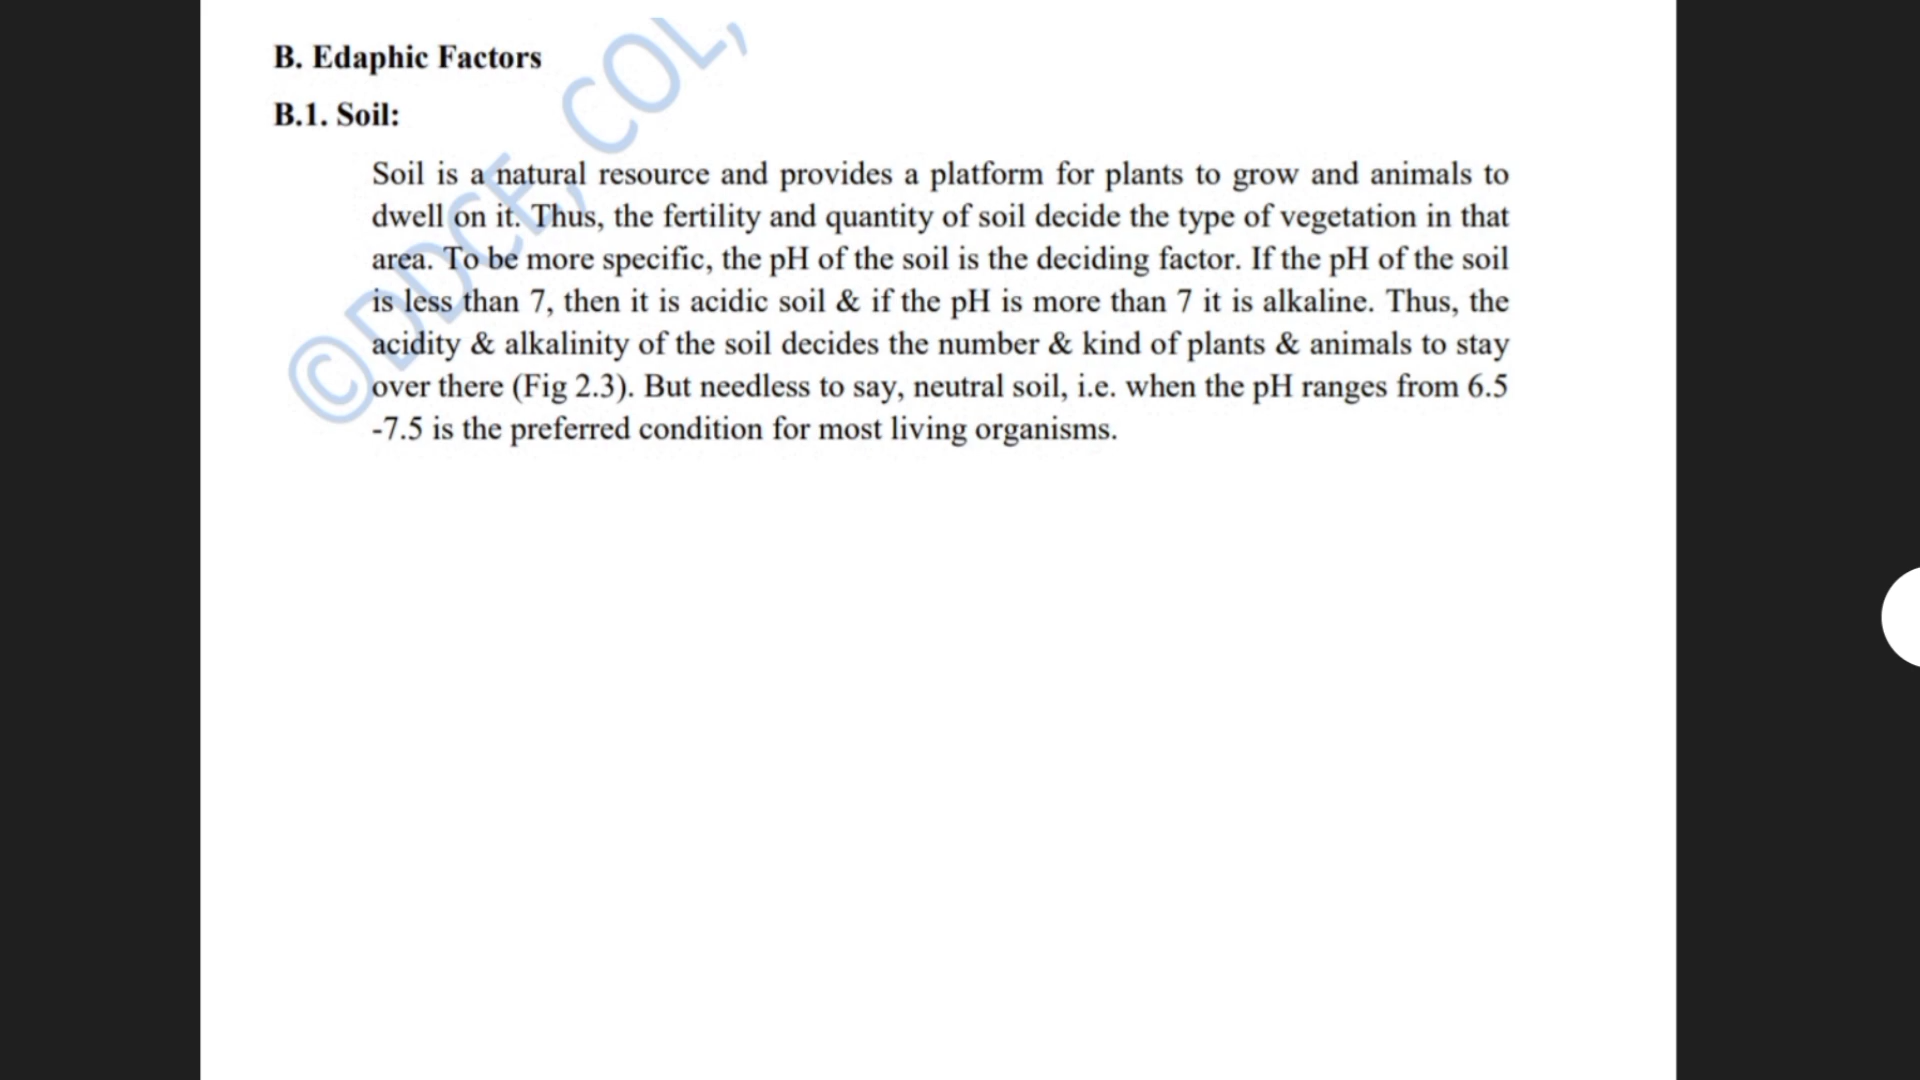 B. Edaphic Factors
B.1. Soil:
Soil is a natural resource and provides a platform for plants to grow and animals to
dwell on it. Thus, the fertility and quantity of soil decide the type of vegetation in that
area. To be more specific, the pH of the soil is the deciding factor. If the pH of the soil
is less than 7, then it is acidic soil & if the pH is more than 7 it is alkaline. Thus, the
acidity & alkalinity of the soil decides the number & kind of plants & animals to stay
over there (Fig 2.3). But needless to say, neutral soil, i.e. when the pH ranges from 6.5
-7.5 is the preferred condition for most living organisms.
©DDCE, COL,